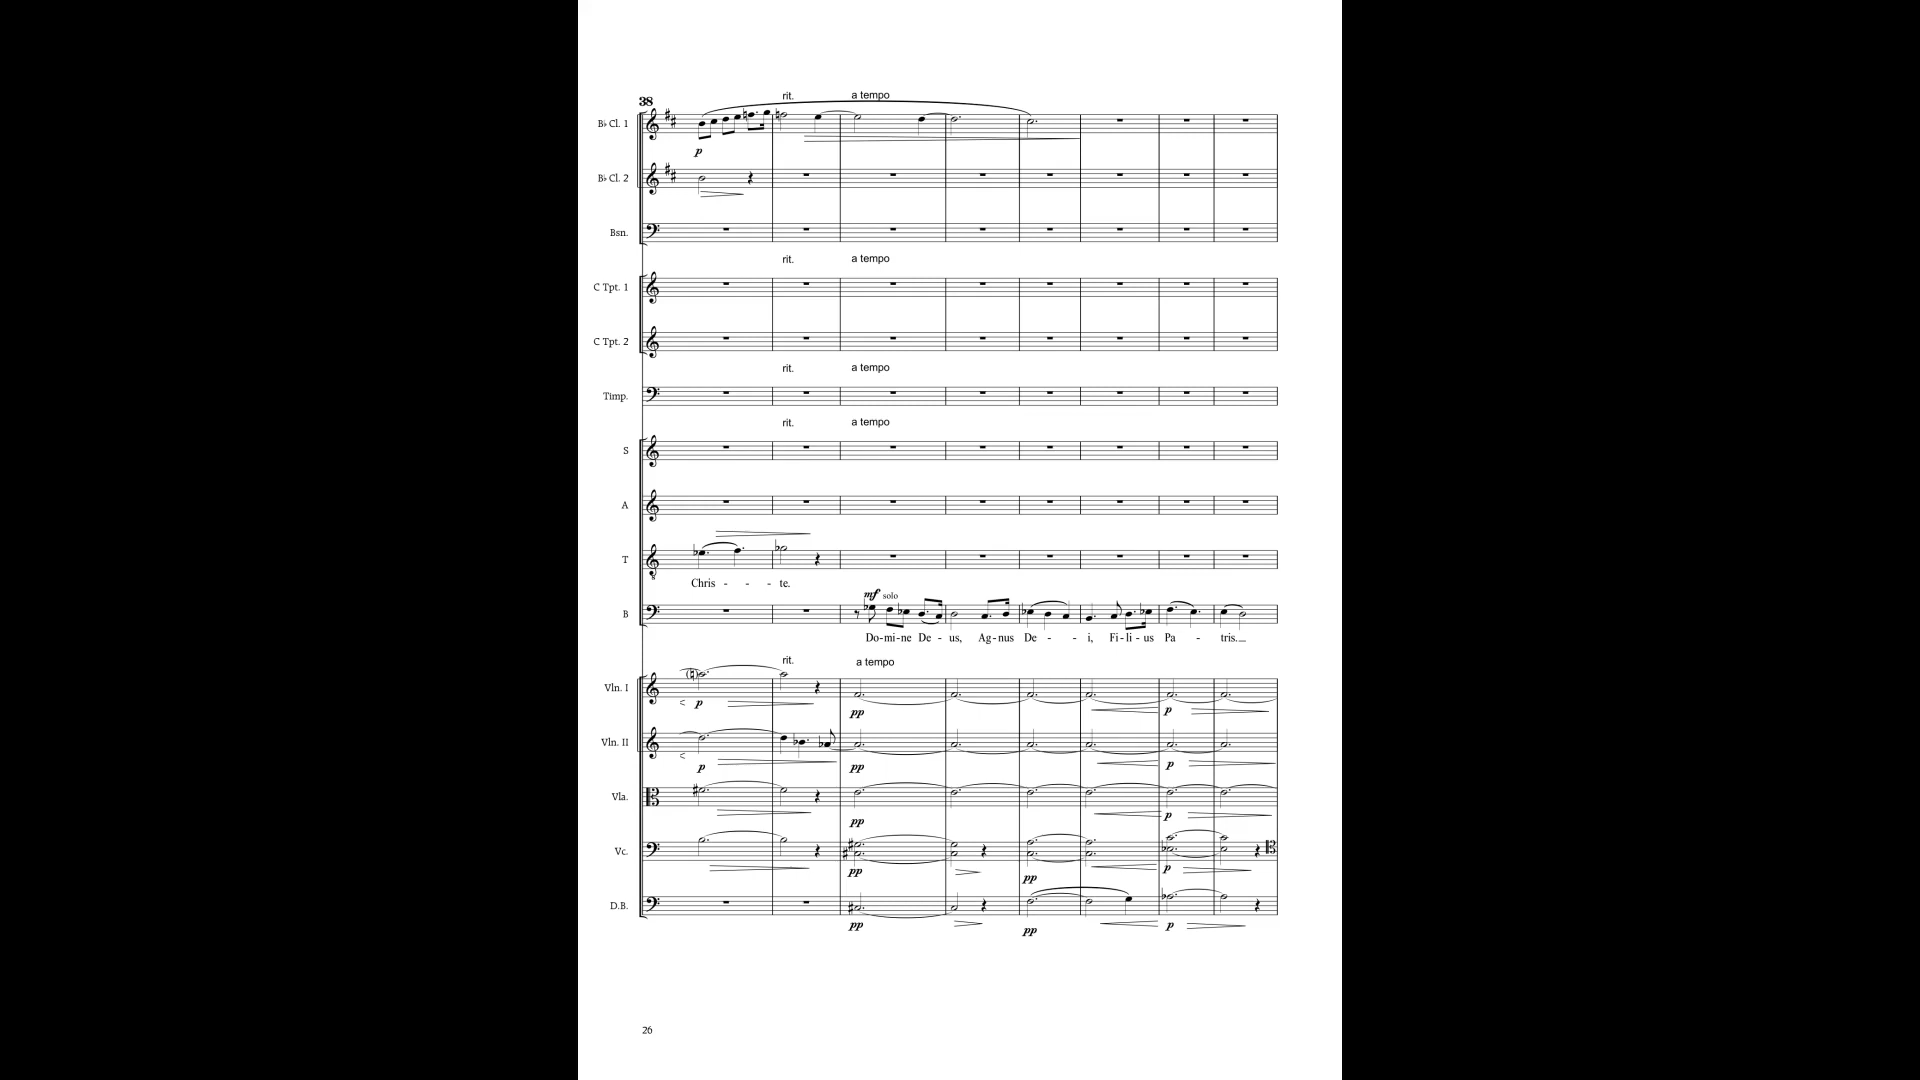 38
rit. a tempo
B♭ Cl. 1
p
B♭ Cl. 2
Bsn.
rit. a tempo
C Tpt. 1
C Tpt. 2
rit. a tempo
Timp.
rit. a tempo
S
A
T
Chris - - - te.
mf solo
B
Do-mi-ne De - us, Ag-nus De - - i, Fi-li-us Pa - tris.
rit. a tempo
Vln. I
p pp p
Vln. II
p pp p
Vla.
pp p
Vc.
pp pp p
D.B.
pp pp p
26